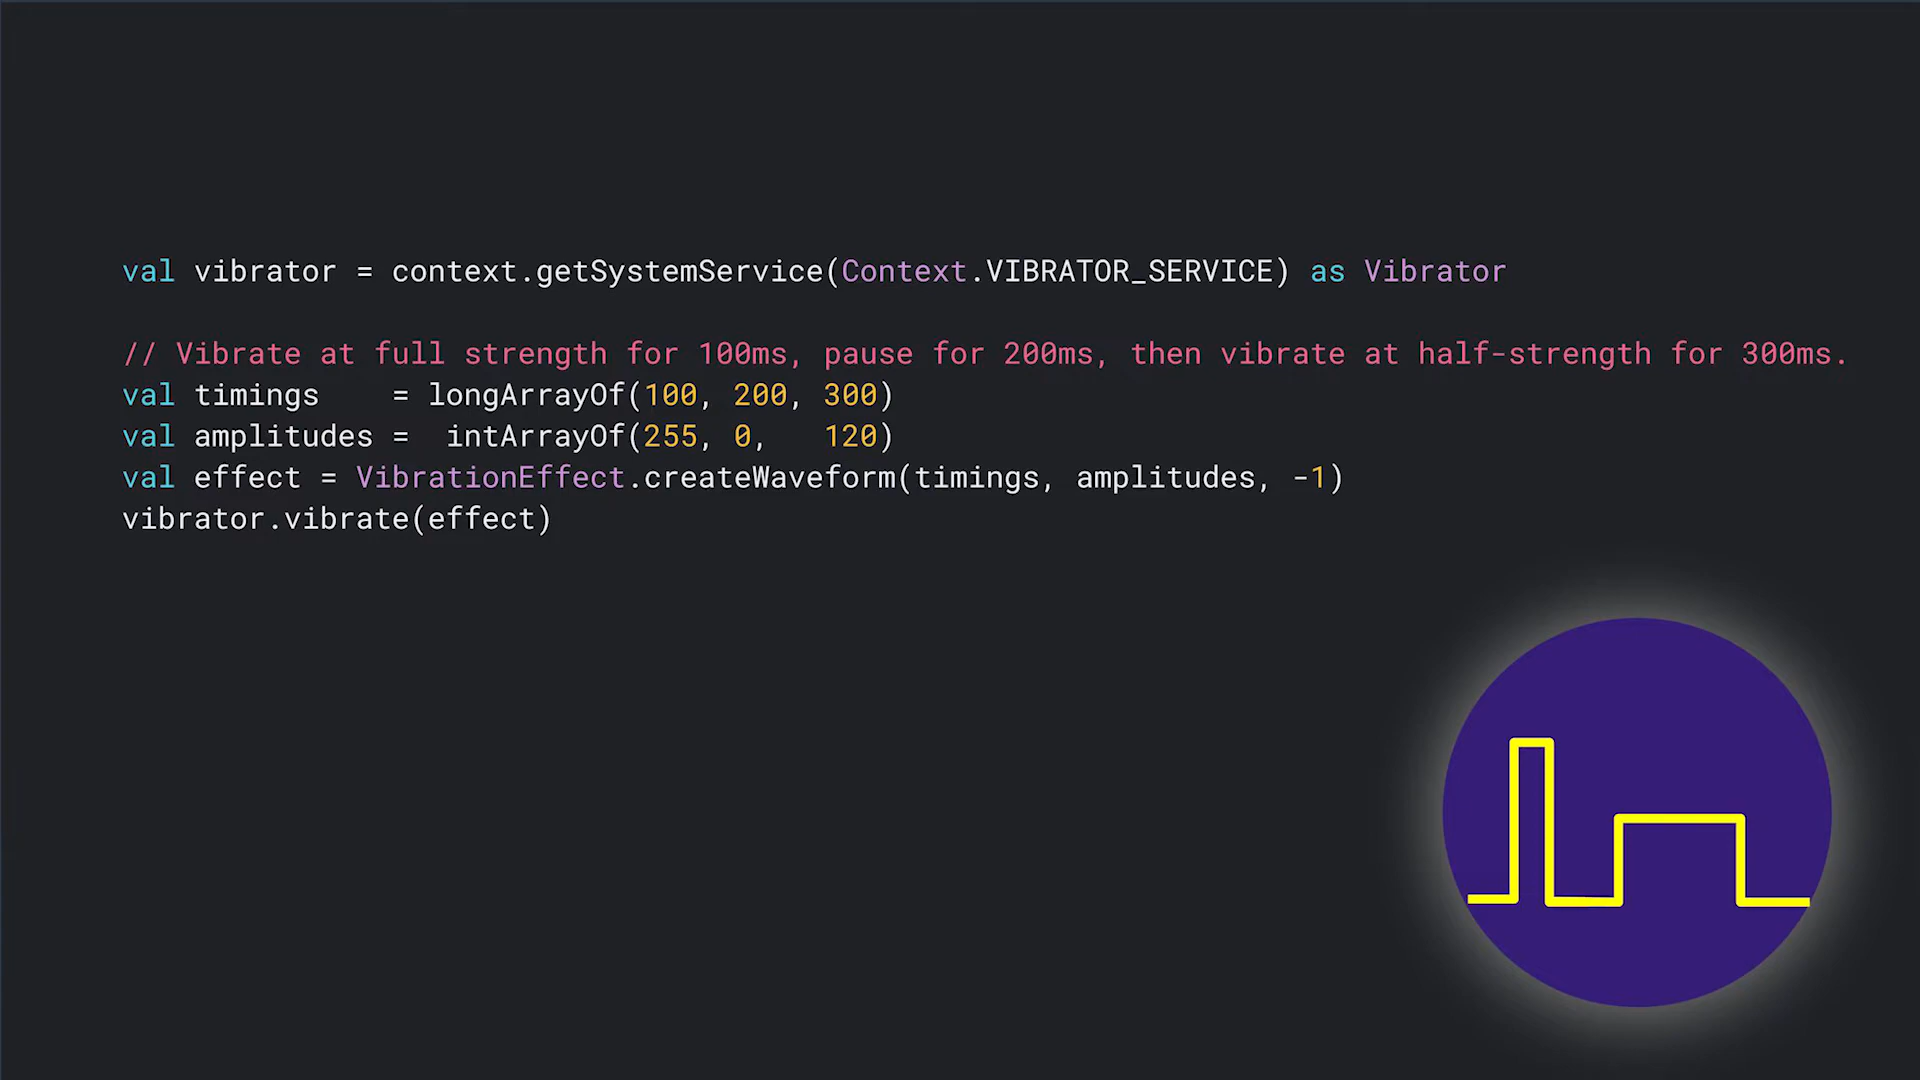 val vibrator = context.getSystemService(Context.VIBRATOR_SERVICE) as Vibrator
// Vibrate at full strength for 100ms, pause for 200ms, then vibrate at half-strength for 300ms.
val timings    = longArrayOf(100, 200, 300)
val amplitudes =  intArrayOf(255, 0,   120)
val effect = VibrationEffect.createWaveform(timings, amplitudes, -1)
vibrator.vibrate(effect)